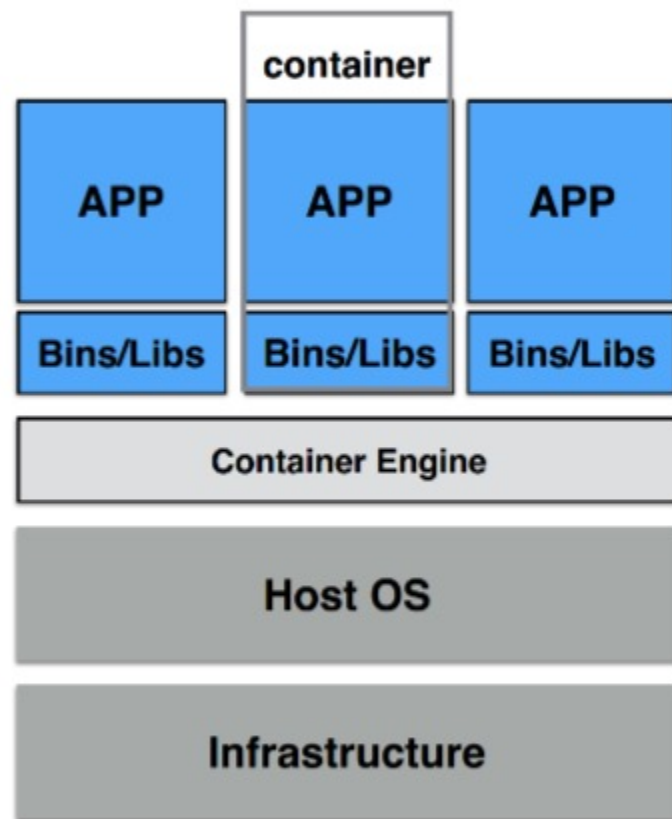 container
APP APP APP
Bins/Libs Bins/Libs Bins/Libs
Container Engine
Host OS
Infrastructure